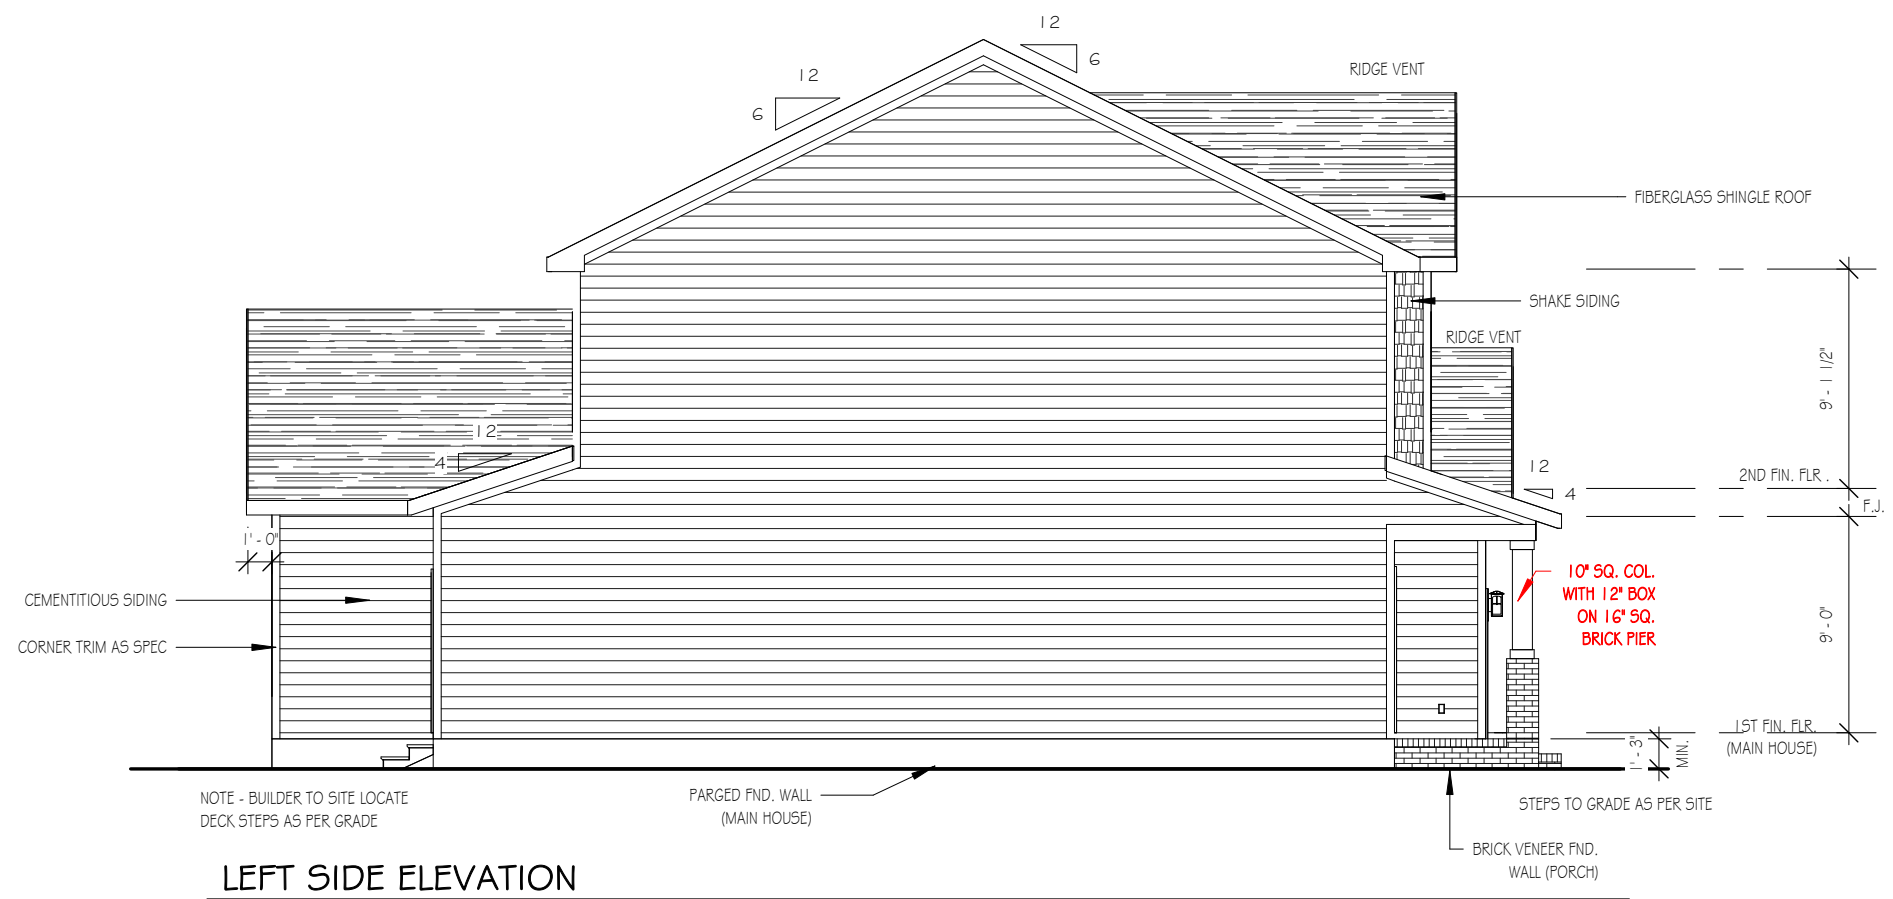 12
6
12
6
RIDGE VENT
FIBERGLASS SHINGLE ROOF
SHAKE SIDING
RIDGE VENT
9' - 1 1/2"
12
4
12
4
2ND FIN. FLR .
F.J.
1' - 0"
10" SQ. COL.
WITH 12" BOX
ON 16" SQ.
BRICK PIER
9' - 0"
CEMENTITIOUS SIDING
CORNER TRIM AS SPEC
1ST FIN. FLR.
(MAIN HOUSE)
1' - 3"
MIN.
NOTE - BUILDER TO SITE LOCATE
DECK STEPS AS PER GRADE
PARGED FND. WALL
(MAIN HOUSE)
STEPS TO GRADE AS PER SITE
BRICK VENEER FND.
WALL (PORCH)
LEFT SIDE ELEVATION